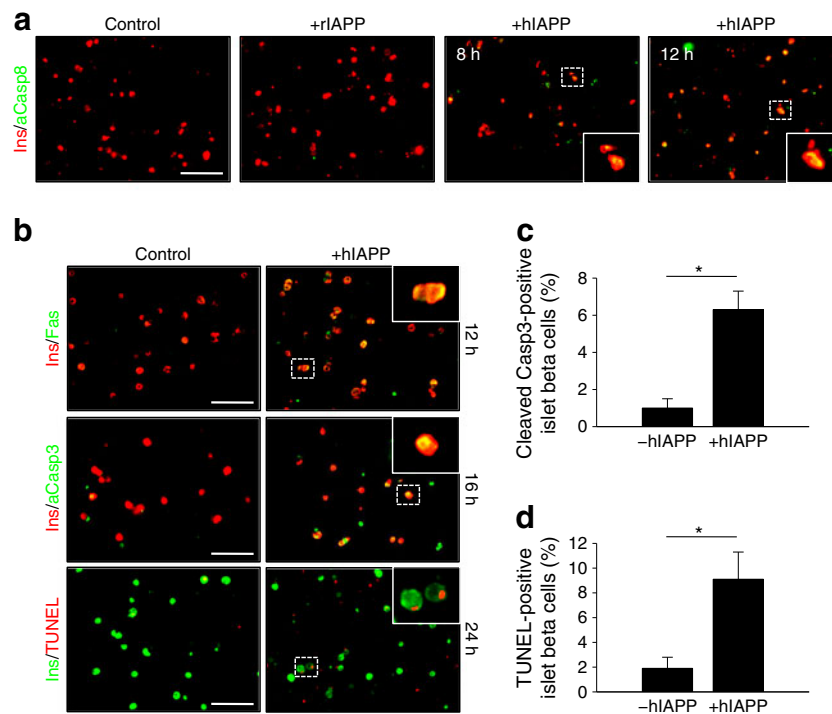 a
Control
+rIAPP
+hIAPP
+hIAPP
Ins/aCasp8
8 h
12 h
b
Control
+hIAPP
Ins/Fas
12 h
Ins/aCasp3
16 h
Ins/TUNEL
24 h
c
Cleaved Casp3-positive
islet beta cells (%)
8
6
4
2
0
*
–hIAPP +hIAPP
d
TUNEL-positive
islet beta cells (%)
12
10
8
6
4
2
0
*
–hIAPP +hIAPP